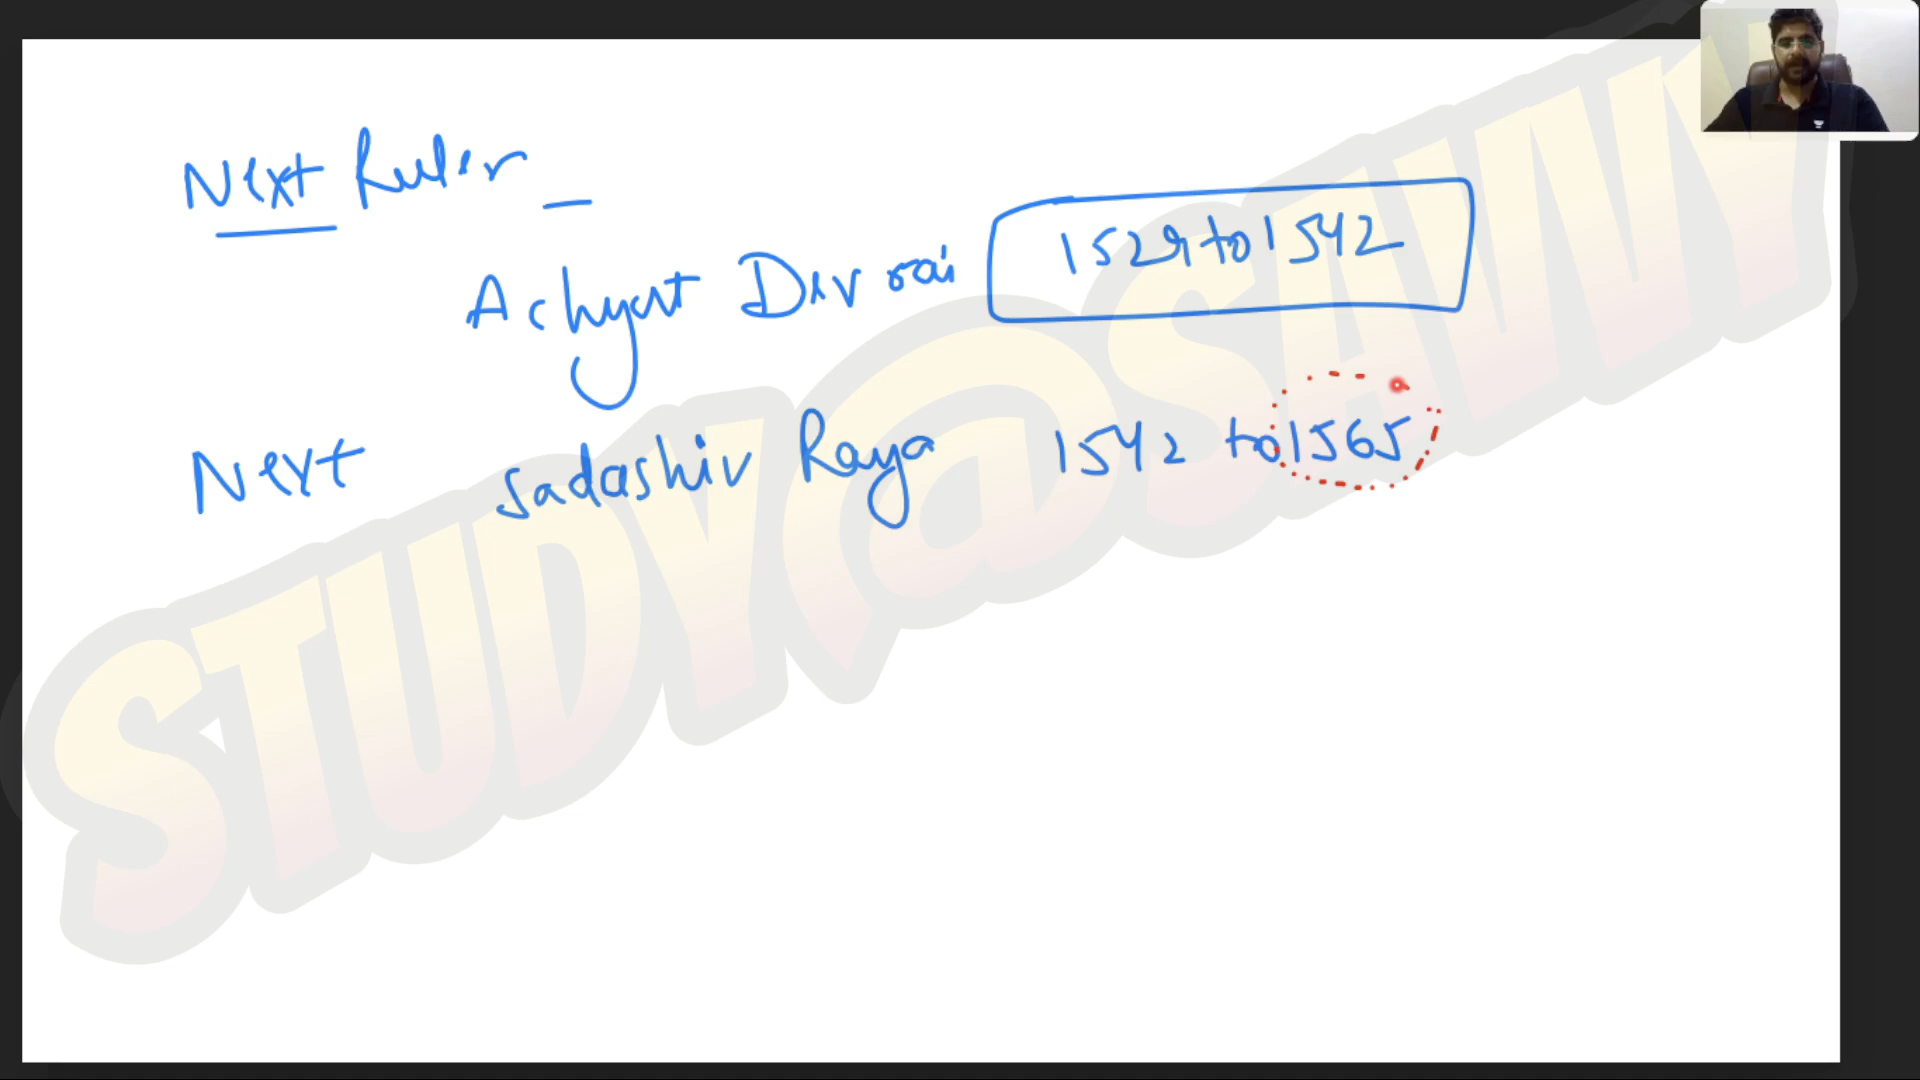 Next Ruler -
Achyut Dev rai 1529 to 1542
Next Sadashiv Raya 1542 to 1565
STUDY@SAVVY